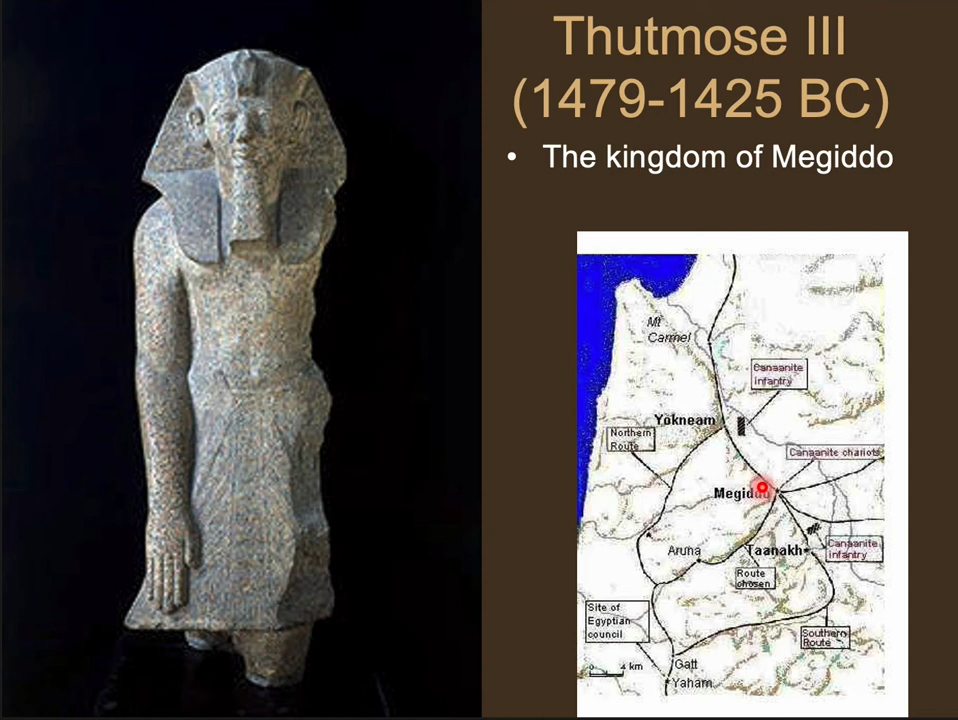 Thutmose III
(1479-1425 BC)
• The kingdom of Megiddo
Mt
Carmel
Canaanite
infantry
Yokneam
Northern
Route
Canaanite chariots
Megiddo
Aruna
Taanakh
Canaanite
infantry
Route
chosen
Site of
Egyptian
council
Southern
Route
Gatt
0 4 km
Yaham